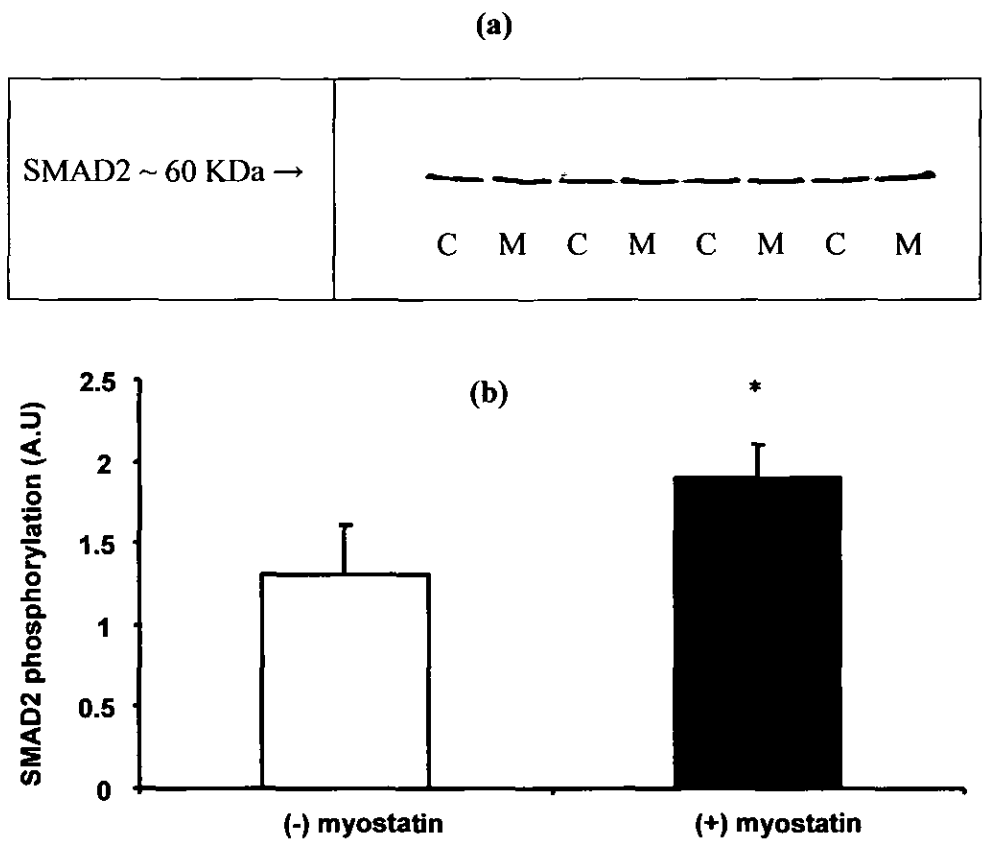 (a)
SMAD2 ~ 60 KDa →
C M C M C M C M
(b)
*
SMAD2 phosphorylation (A.U)
2.5
2
1.5
1
0.5
0
(-) myostatin
(+) myostatin